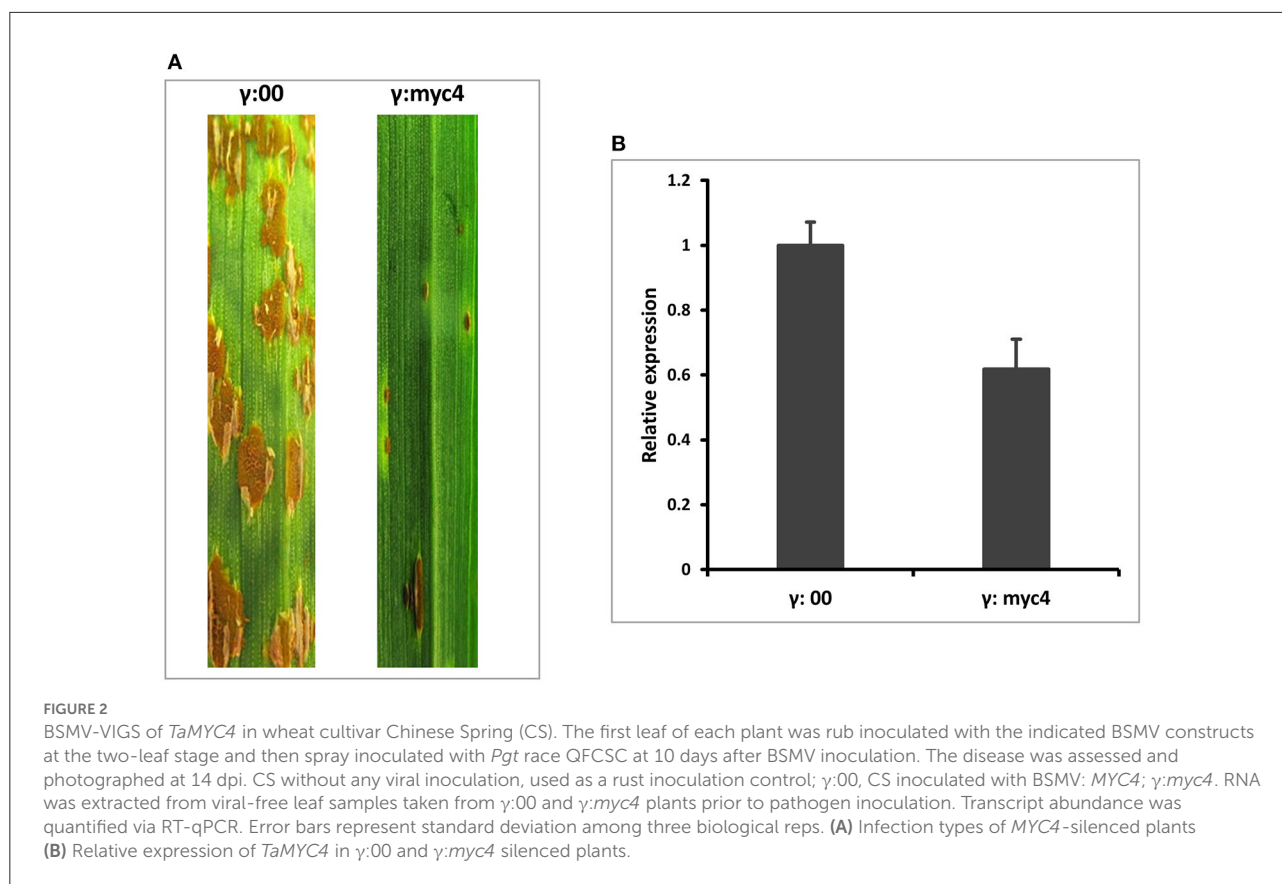 A
γ:00 γ:myc4
B
1.2
1
0.8
0.6
0.4
0.2
0
Relative expression
γ: 00 γ: myc4
FIGURE 2
BSMV-VIGS of TaMYC4 in wheat cultivar Chinese Spring (CS). The first leaf of each plant was rub inoculated with the indicated BSMV constructs
at the two-leaf stage and then spray inoculated with Pgt race QFCSC at 10 days after BSMV inoculation. The disease was assessed and
photographed at 14 dpi. CS without any viral inoculation, used as a rust inoculation control; γ:00, CS inoculated with BSMV: MYC4; γ:myc4. RNA
was extracted from viral-free leaf samples taken from γ:00 and γ:myc4 plants prior to pathogen inoculation. Transcript abundance was
quantified via RT-qPCR. Error bars represent standard deviation among three biological reps. (A) Infection types of MYC4-silenced plants
(B) Relative expression of TaMYC4 in γ:00 and γ:myc4 silenced plants.